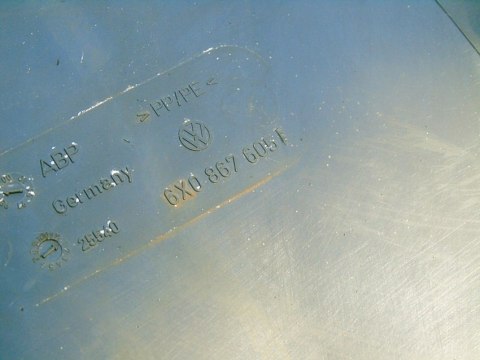 >PP/PE<
ABP
Germany
6X0 867 605 F